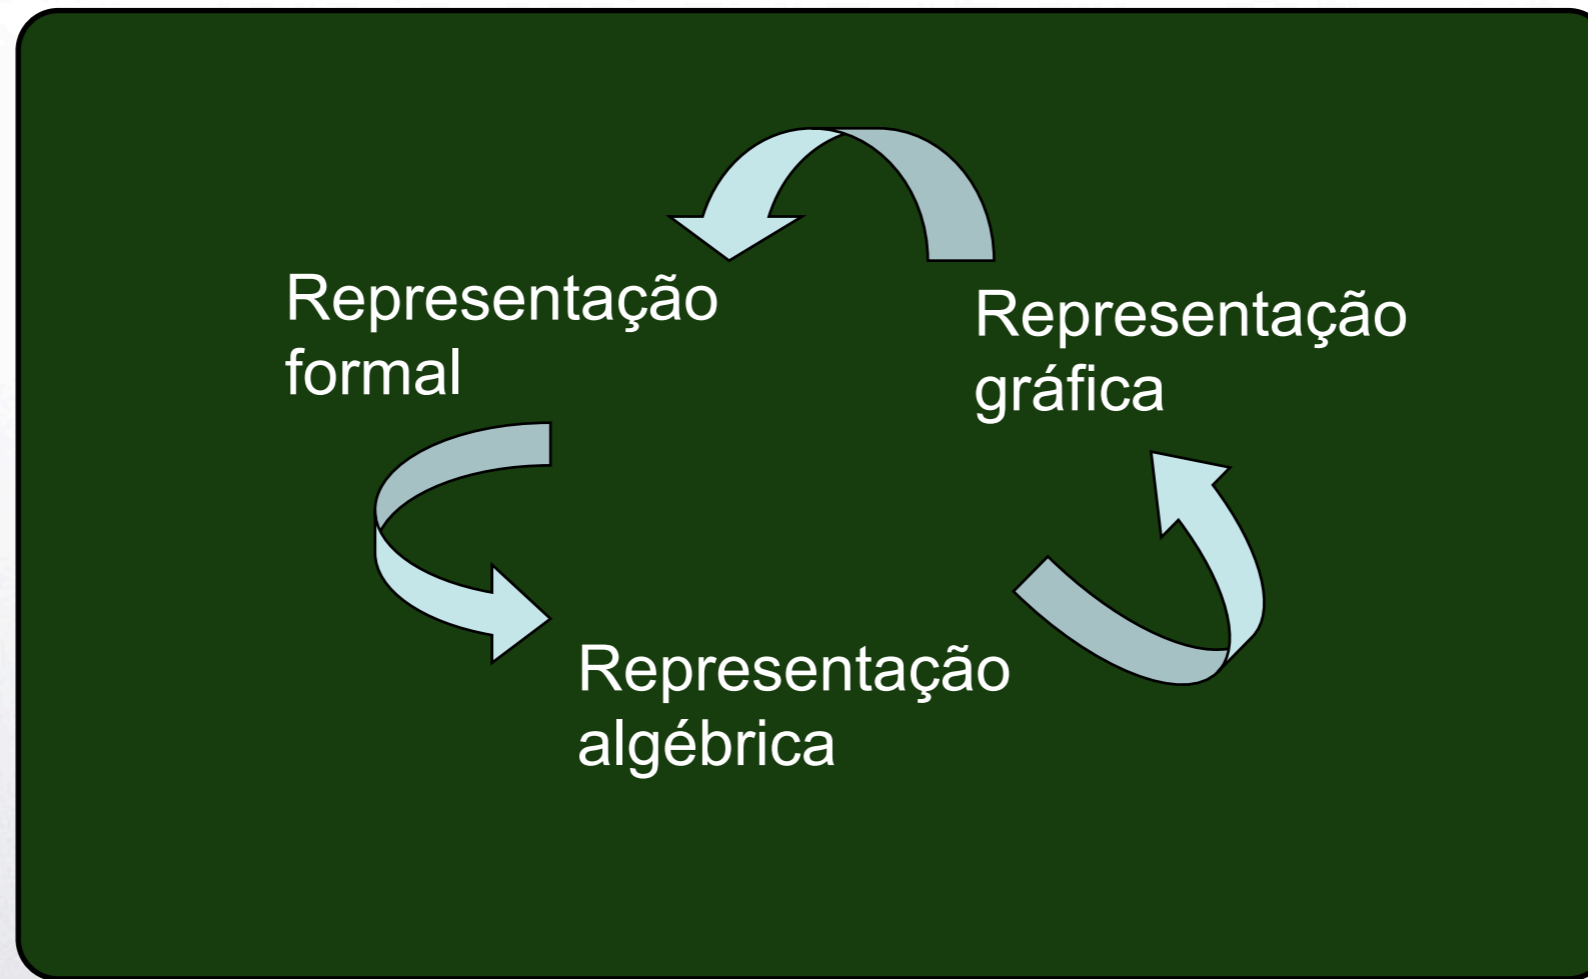 Representação
formal
Representação
gráfica
Representação
algébrica